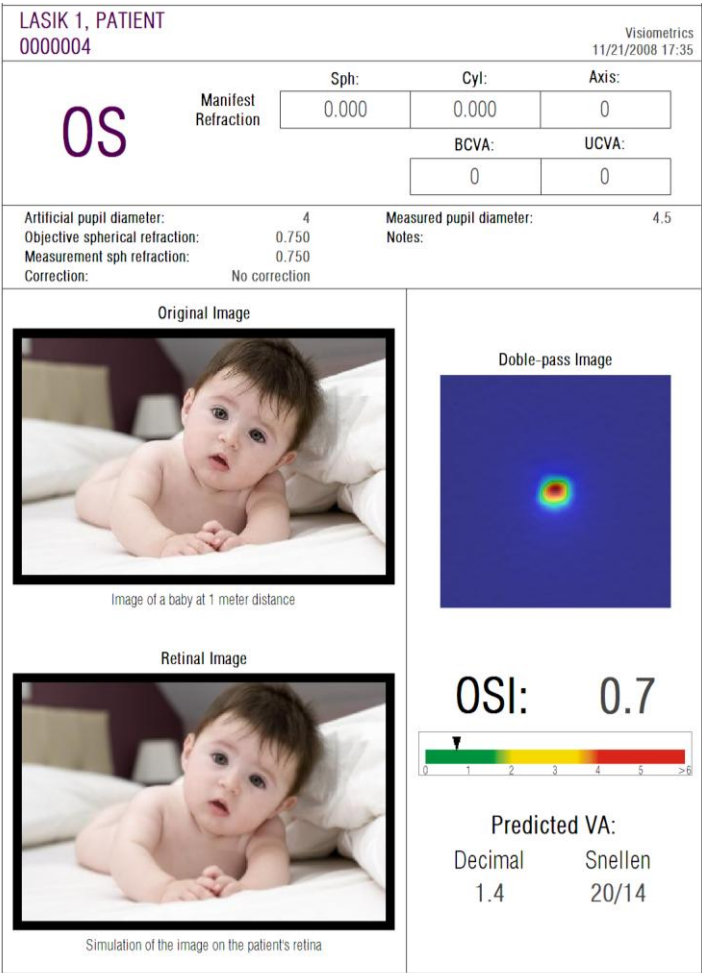 LASIK 1, PATIENT
0000004
Visiometrics
11/21/2008 17:35
OS
Manifest
Refraction
Sph: Cyl: Axis:
0.000 0.000 0
BCVA: UCVA:
0 0
Artificial pupil diameter: 4
Objective spherical refraction: 0.750
Measurement sph refraction: 0.750
Correction: No correction
Measured pupil diameter: 4.5
Notes:
Original Image
Image of a baby at 1 meter distance
Retinal Image
Simulation of the image on the patient's retina
Doble-pass Image
OSI: 0.7
0 1 2 3 4 5 >6
Predicted VA:
Decimal Snellen
1.4 20/14